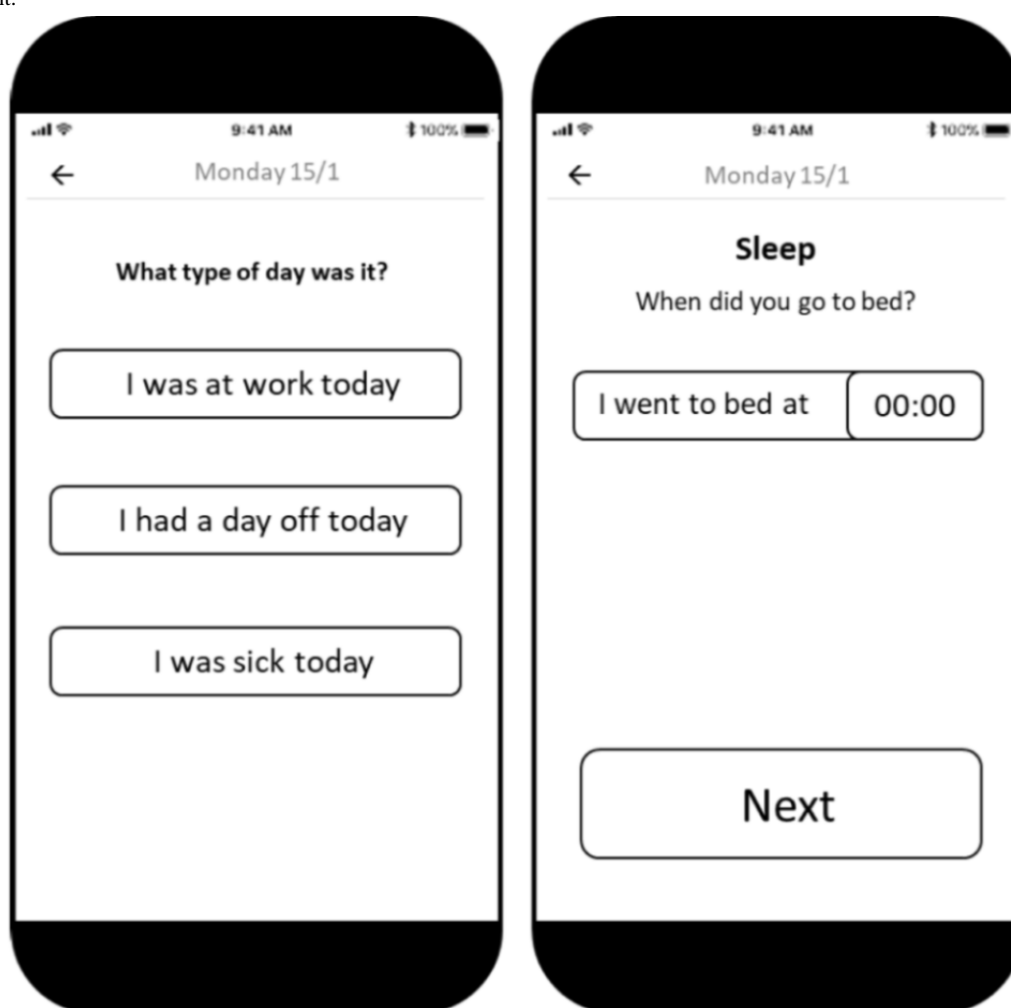 it.
9:41 AM
100%
Monday 15/1
What type of day was it?
I was at work today
I had a day off today
I was sick today
9:41 AM
100%
Monday 15/1
Sleep
When did you go to bed?
I went to bed at
00:00
Next